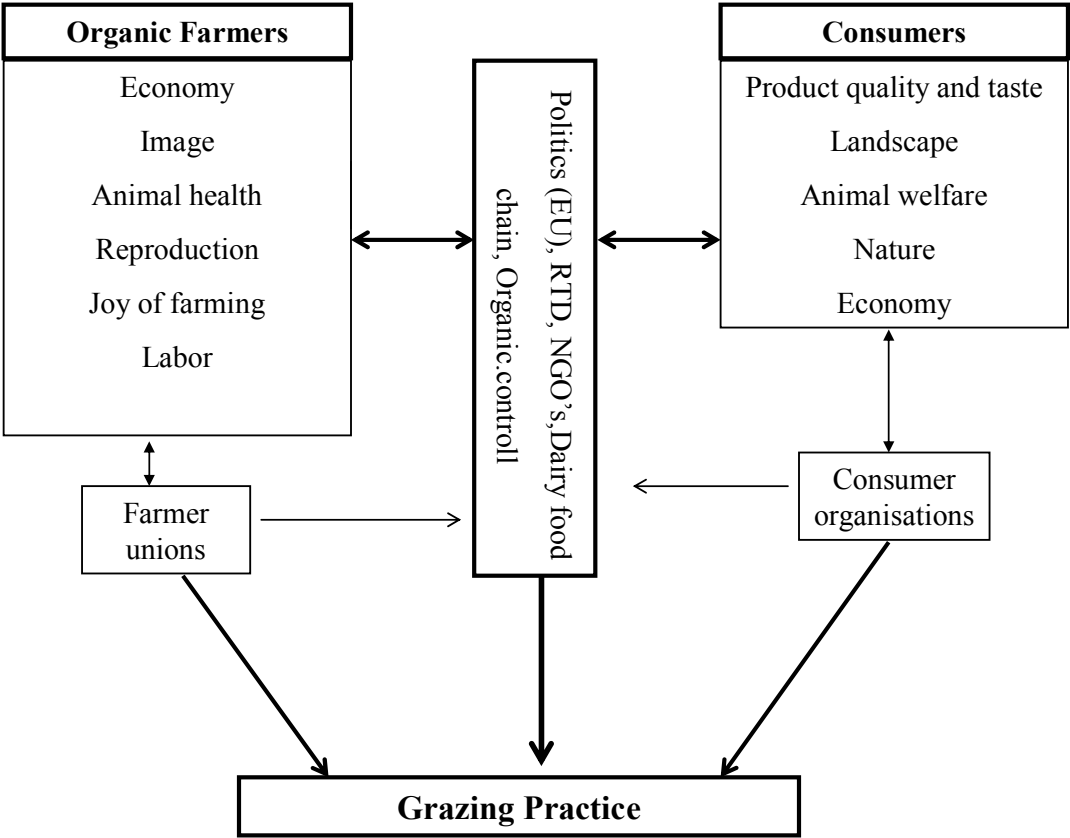 Organic Farmers
Economy
Image
Animal health
Reproduction
Joy of farming
Labor
Farmer
unions
Politics (EU), RTD, NGO’s,Dairy food
chain, Organic.controll
Consumers
Product quality and taste
Landscape
Animal welfare
Nature
Economy
Consumer
organisations
Grazing Practice